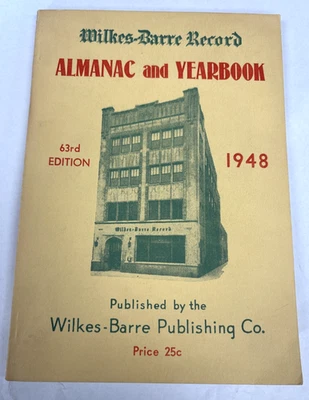 Wilkes-Barre Record
ALMANAC and YEARBOOK
63rd
EDITION
1948
Wilkes-Barre Record
Published by the
Wilkes-Barre Publishing Co.
Price 25c